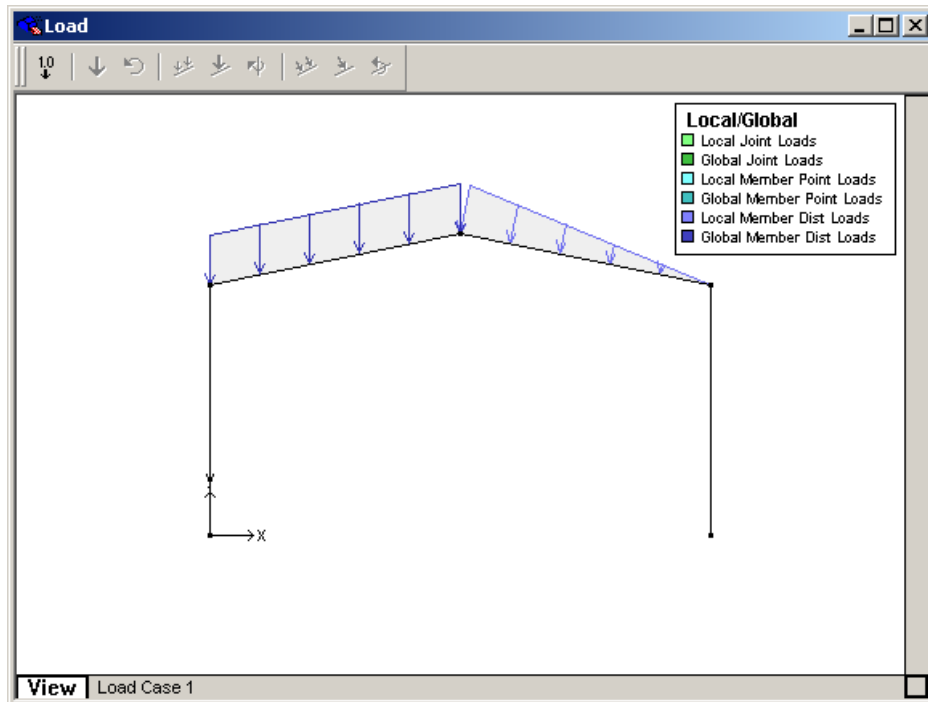 Load
1.0
Local/Global
Local Joint Loads
Global Joint Loads
Local Member Point Loads
Global Member Point Loads
Local Member Dist Loads
Global Member Dist Loads
X
View Load Case 1